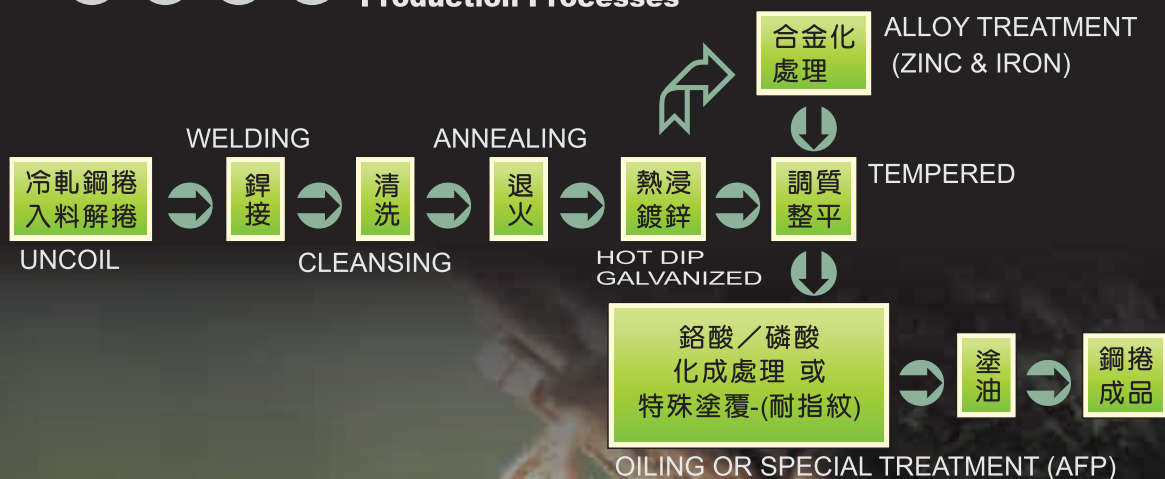 Production Processes
合金化
處理
ALLOY TREATMENT
(ZINC & IRON)
WELDING
ANNEALING
冷軋鋼捲
入料解捲
銲
接
清
洗
退
火
熱浸
鍍鋅
調質
整平
TEMPERED
UNCOIL
CLEANSING
HOT DIP
GALVANIZED
鉻酸／磷酸
化成處理 或
特殊塗覆-(耐指紋)
塗
油
鋼捲
成品
OILING OR SPECIAL TREATMENT (AFP)